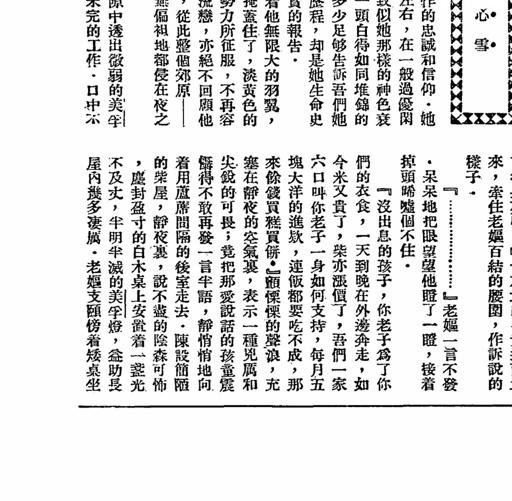 心雪
作的忠誠和信仰．她
左右，在一般過優閑
致似她那樣的神色衰
一頭白得如同堆錦的
多少足够告訴吾們她
歷程，却是她生命史
實的報告．
着他無限大的羽翼，
掩蓋住了，淡黃色的
勢力所征服，不再容
流戀，亦絕不回顧他
，從此整個郊原——
無偏袒地都侵在夜之
隙中透出微弱的美孚
未完的工作．口中不
來，牽住老嫗百結的腰圍，作訴說的
樣子．
『………………』老嫗一言不發
．呆呆地把眼望望他瞪了一瞪，接着
掉頭唏噓個不住．
『沒出息的孩子，你老子爲了你
們的衣食，一天到晚在外邊奔走，如
今米又貴了，柴亦漲價了，吾們一家
六口叫你老子一身如何支持，每月五
塊大洋的進欵，連飯都要吃不成，那
來餘錢買糕買餅．』顫慄慄的聲浪，充
塞在靜夜的空氣裏，表示一種兇厲和
尖銳的可畏；竟把那愛說話的孩童震
懾得不敢再發一言半語，靜悄悄地向
着用蘆蓆間隔的後室走去．陳設簡陋
的柴屋，靜夜裏，說不盡的陰森可怖
，塵封盈寸的白木桌上安置着一盞光
不及丈，半明半滅的美孚燈，益助長
屋內幾多凄厲．老嫗支頤傍着矮桌坐